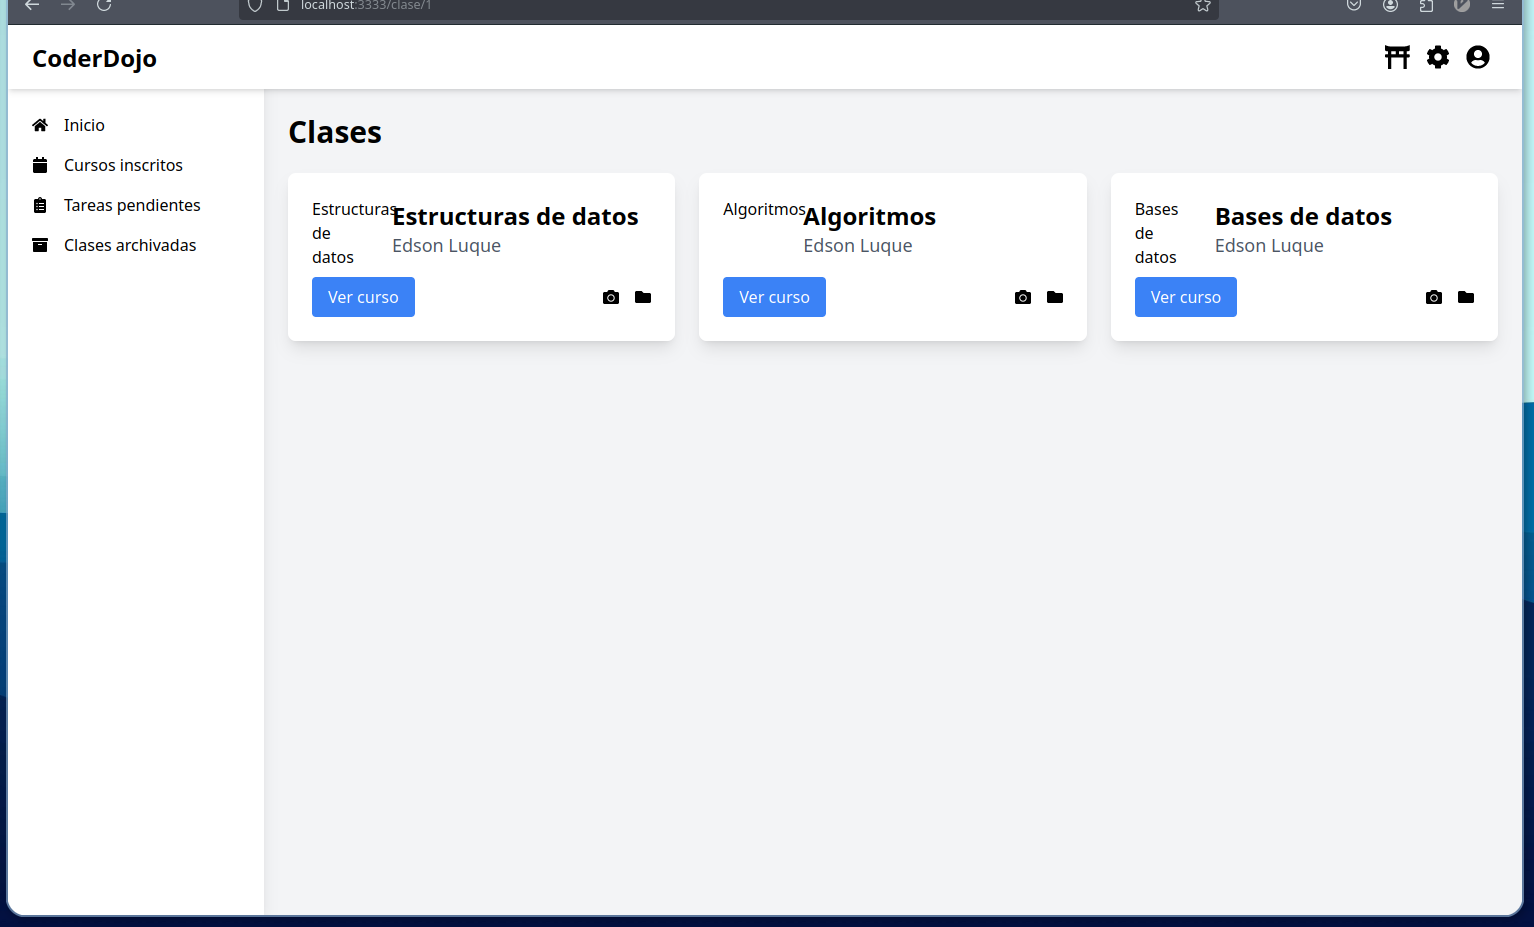 localhost:3333/clase/1
CoderDojo
Inicio
Cursos inscritos
Tareas pendientes
Clases archivadas
Clases
Estructuras
de
datos
Estructuras de datos
Edson Luque
Ver curso
Algoritmos
Algoritmos
Edson Luque
Ver curso
Bases
de
datos
Bases de datos
Edson Luque
Ver curso